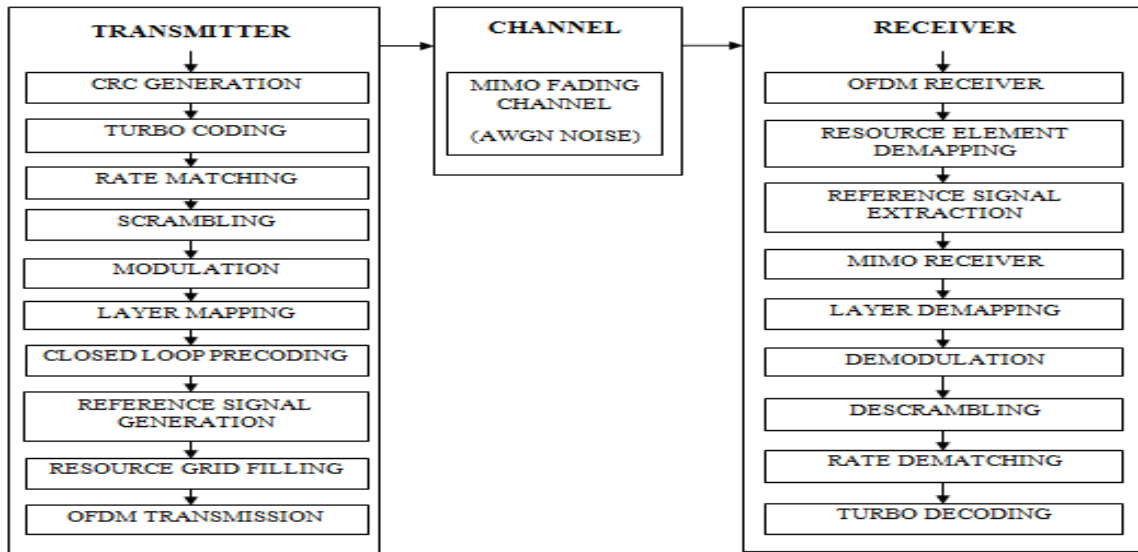 TRANSMITTER
CRC GENERATION
TURBO CODING
RATE MATCHING
SCRAMBLING
MODULATION
LAYER MAPPING
CLOSED LOOP PRECODING
REFERENCE SIGNAL
GENERATION
RESOURCE GRID FILLING
OFDM TRANSMISSION
CHANNEL
MIMO FADING
CHANNEL
(AWGN NOISE)
RECEIVER
OFDM RECEIVER
RESOURCE ELEMENT
DEMAPPING
REFERENCE SIGNAL
EXTRACTION
MIMO RECEIVER
LAYER DEMAPPING
DEMODULATION
DESCRAMBLING
RATE DEMATCHING
TURBO DECODING